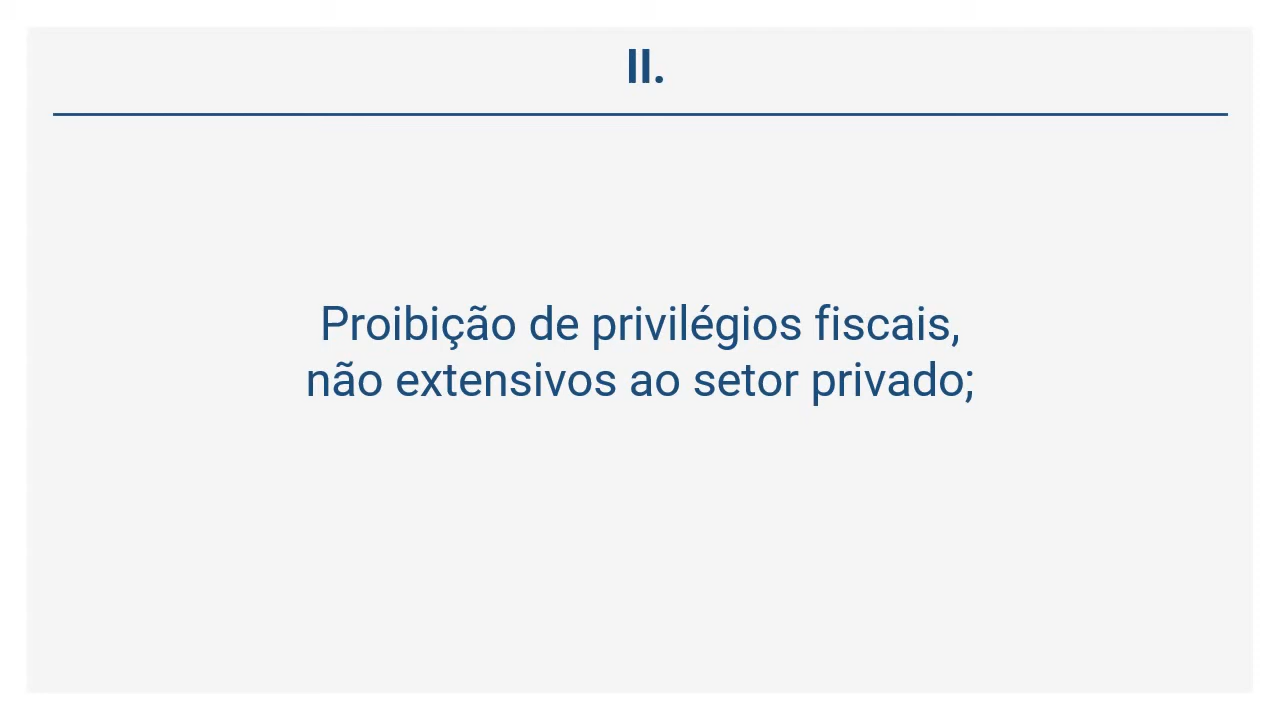 II.
Proibição de privilégios fiscais,
não extensivos ao setor privado;